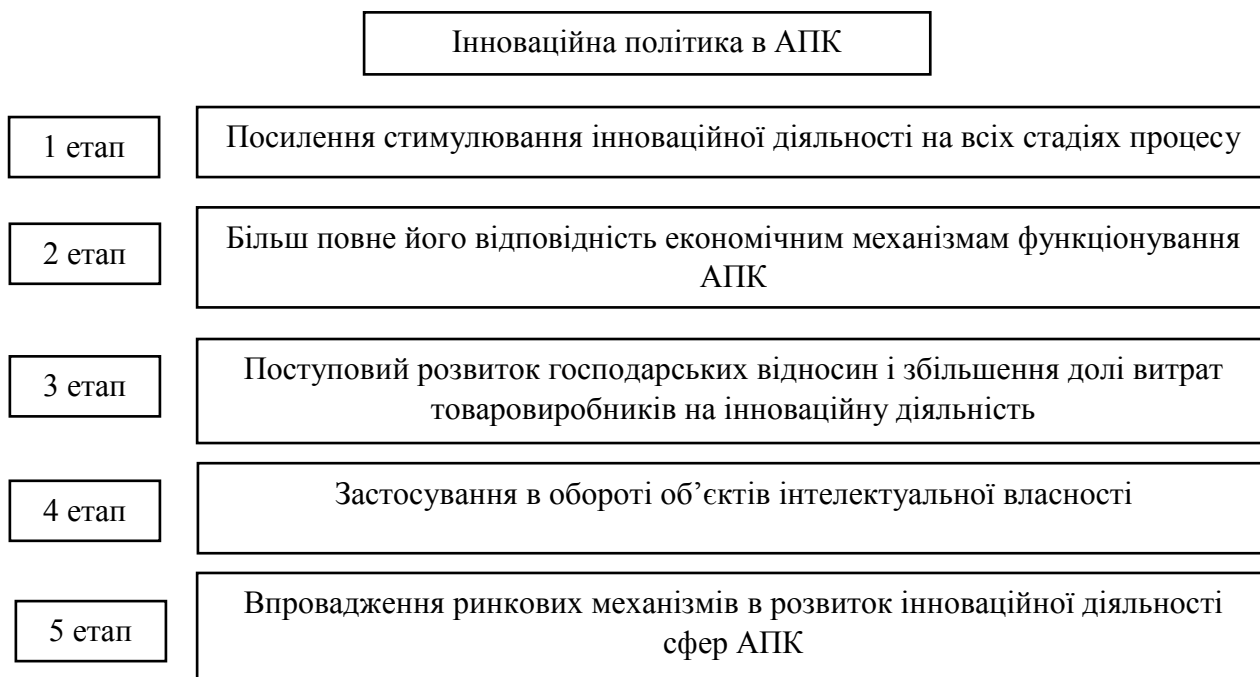 Інноваційна політика в АПК
1 етап
Посилення стимулювання інноваційної діяльності на всіх стадіях процесу
2 етап
Більш повне його відповідність економічним механізмам функціонування
АПК
3 етап
Поступовий розвиток господарських відносин і збільшення долі витрат
товаровиробників на інноваційну діяльність
4 етап
Застосування в обороті об’єктів інтелектуальної власності
5 етап
Впровадження ринкових механізмів в розвиток інноваційної діяльності
сфер АПК